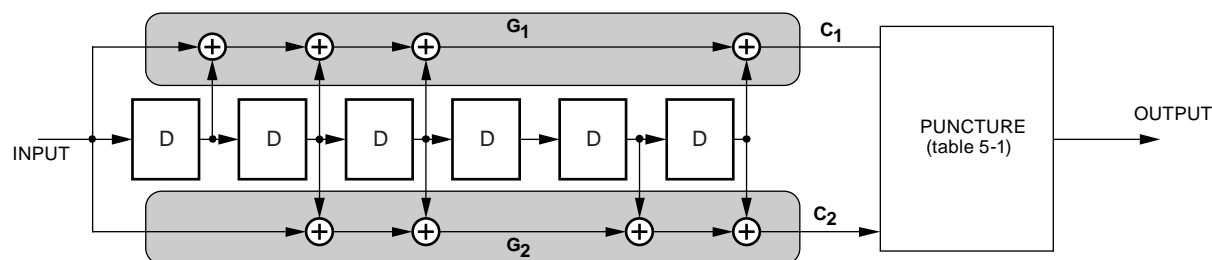 G1
C1
D D D D D D
INPUT
PUNCTURE
(table 5-1)
OUTPUT
G2
C2